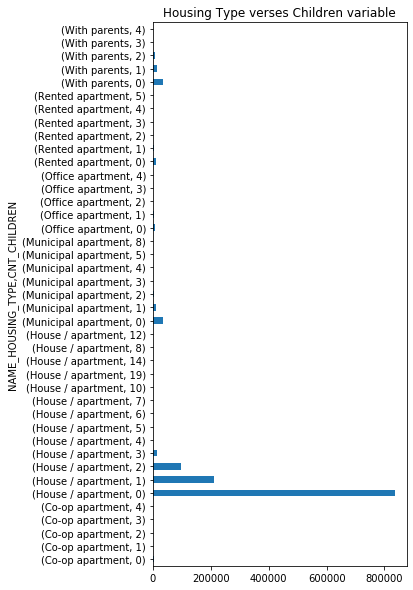 Housing Type verses Children variable
(With parents, 4)
(With parents, 3)
(With parents, 2)
(With parents, 1)
(With parents, 0)
(Rented apartment, 5)
(Rented apartment, 4)
(Rented apartment, 3)
(Rented apartment, 2)
(Rented apartment, 1)
(Rented apartment, 0)
(Office apartment, 4)
(Office apartment, 3)
(Office apartment, 2)
(Office apartment, 1)
(Office apartment, 0)
(Municipal apartment, 8)
(Municipal apartment, 5)
(Municipal apartment, 4)
(Municipal apartment, 3)
(Municipal apartment, 2)
(Municipal apartment, 1)
(Municipal apartment, 0)
(House / apartment, 12)
(House / apartment, 8)
(House / apartment, 14)
(House / apartment, 19)
(House / apartment, 10)
(House / apartment, 7)
(House / apartment, 6)
(House / apartment, 5)
(House / apartment, 4)
(House / apartment, 3)
(House / apartment, 2)
(House / apartment, 1)
(House / apartment, 0)
(Co-op apartment, 4)
(Co-op apartment, 3)
(Co-op apartment, 2)
(Co-op apartment, 1)
(Co-op apartment, 0)
NAME_HOUSING_TYPE,CNT_CHILDREN
0 200000 400000 600000 800000